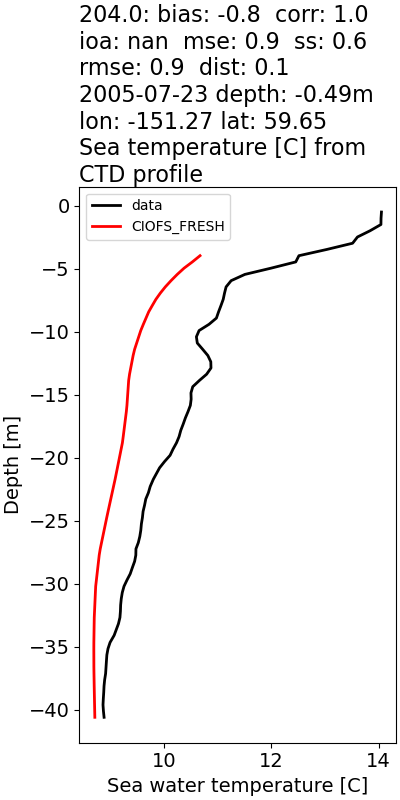 204.0: bias: -0.8  corr: 1.0
ioa: nan  mse: 0.9  ss: 0.6
rmse: 0.9  dist: 0.1
2005-07-23 depth: -0.49m
lon: -151.27 lat: 59.65
Sea temperature [C] from
CTD profile
data
CIOFS_FRESH
0
−5
−10
−15
−20
−25
−30
−35
−40
Depth [m]
10 12 14
Sea water temperature [C]